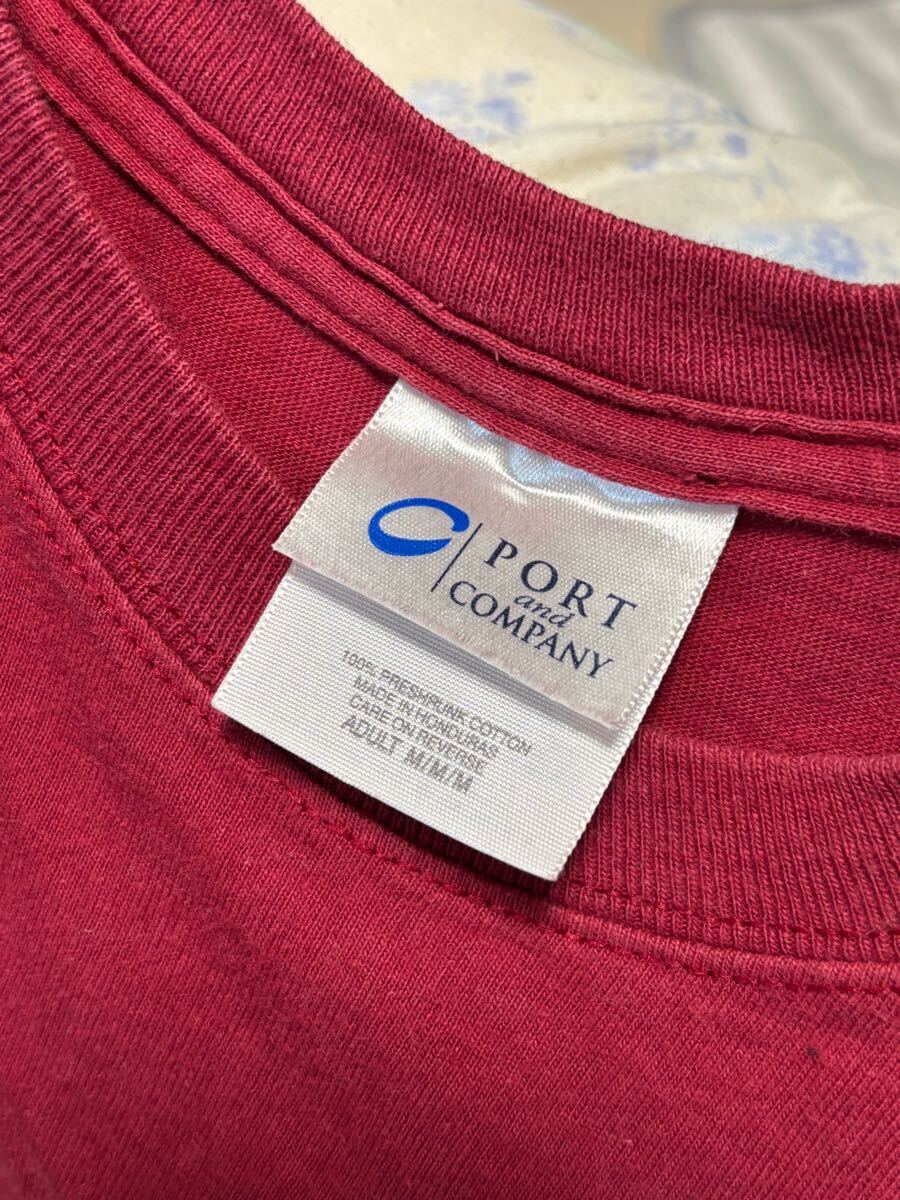 PORT
and
COMPANY
100% PRESHRUNK COTTON
MADE IN HONDURAS
CARE ON REVERSE
ADULT M/M/M